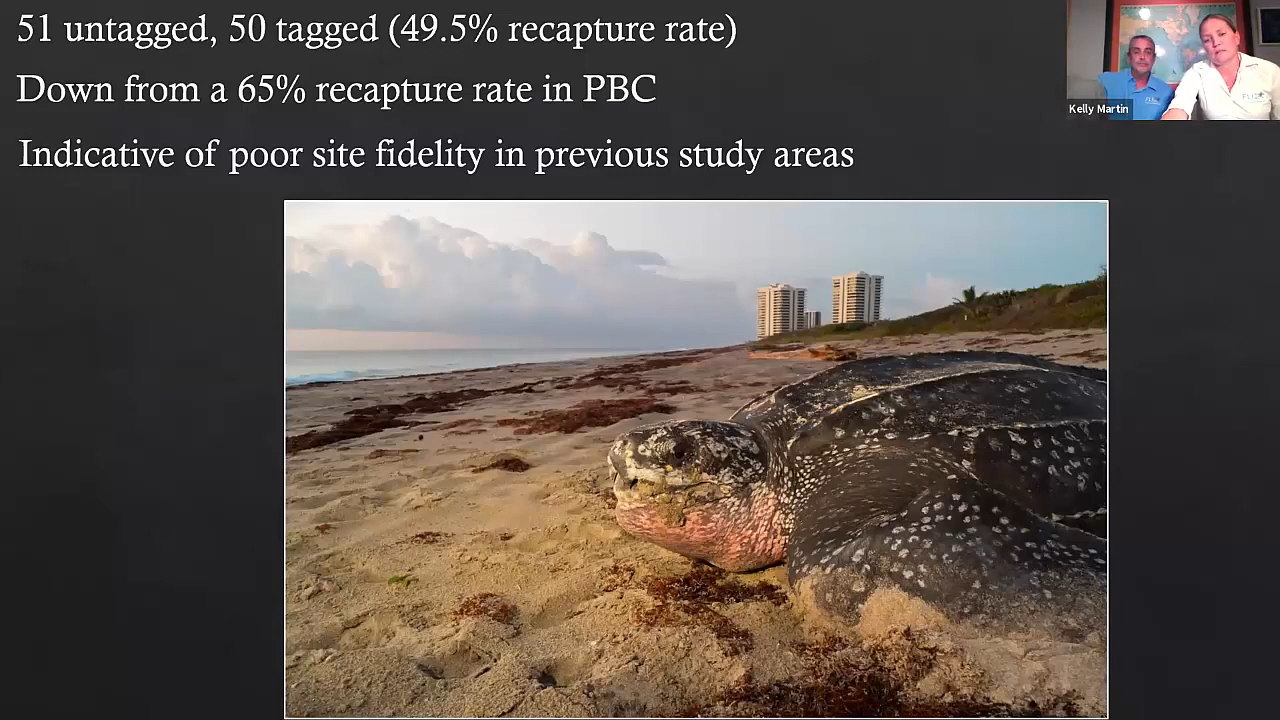 51 untagged, 50 tagged (49.5% recapture rate)
Down from a 65% recapture rate in PBC
Indicative of poor site fidelity in previous study areas
Kelly Martin